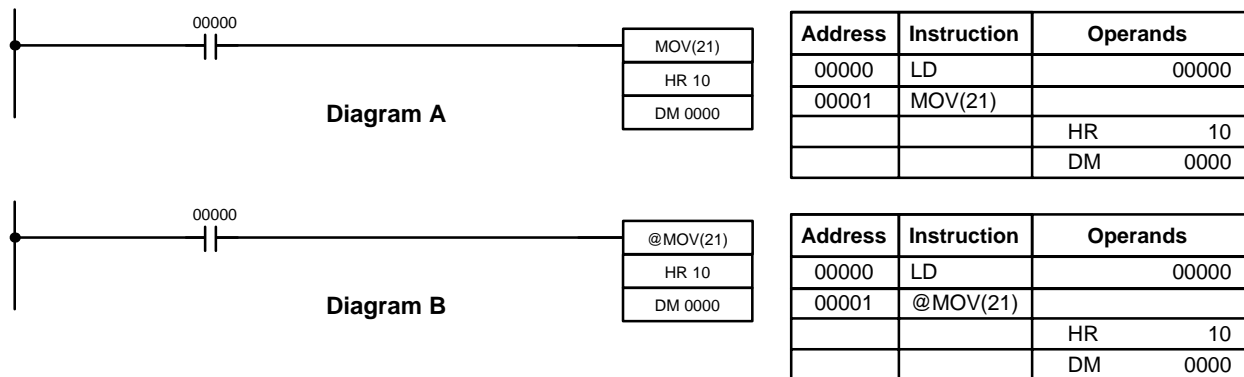 00000
MOV(21)
HR 10
DM 0000
Diagram A
Address Instruction Operands
00000 LD 00000
00001 MOV(21)
HR 10
DM 0000
00000
@MOV(21)
HR 10
DM 0000
Diagram B
Address Instruction Operands
00000 LD 00000
00001 @MOV(21)
HR 10
DM 0000